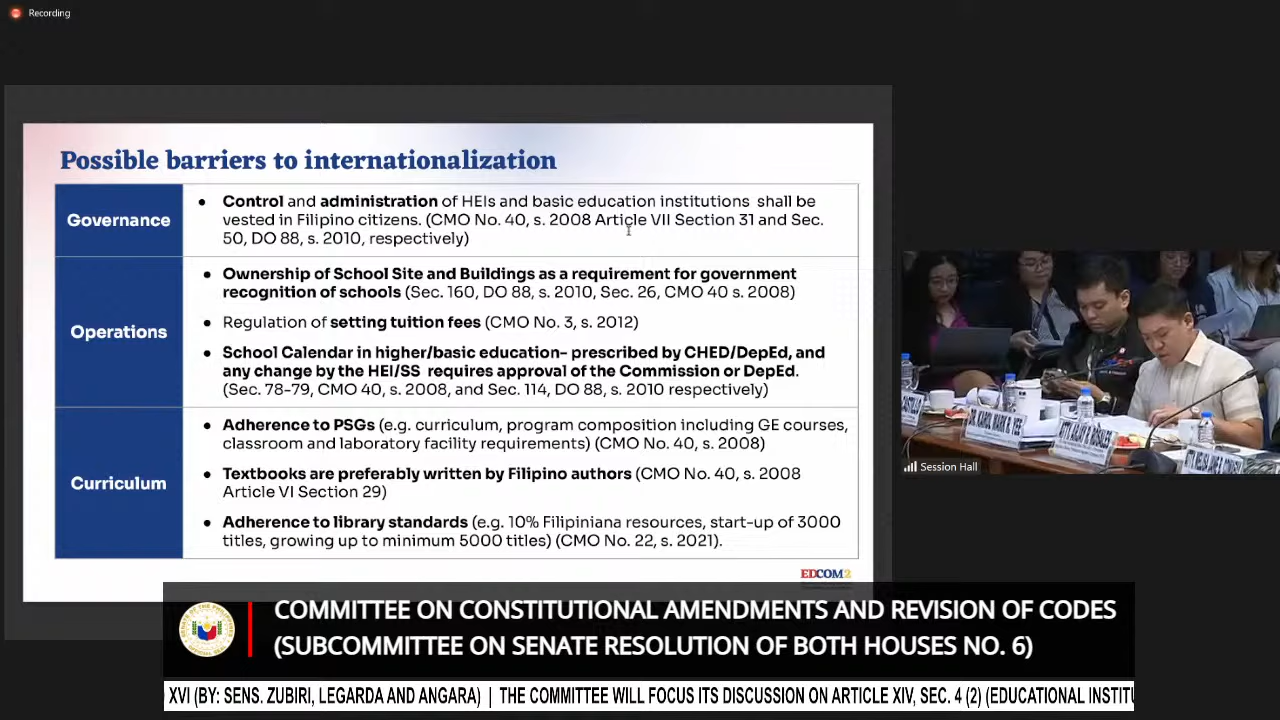 Recording
Possible barriers to internationalization
Governance
● Control and administration of HEIs and basic education institutions shall be
vested in Filipino citizens. (CMO No. 40, s. 2008 Article VII Section 31 and Sec.
50, DO 88, s. 2010, respectively)
Operations
● Ownership of School Site and Buildings as a requirement for government
recognition of schools (Sec. 160, DO 88, s. 2010, Sec. 26, CMO 40 s. 2008)
● Regulation of setting tuition fees (CMO No. 3, s. 2012)
● School Calendar in higher/basic education- prescribed by CHED/DepEd, and
any change by the HEI/SS requires approval of the Commission or DepEd.
(Sec. 78-79, CMO 40, s. 2008, and Sec. 114, DO 88, s. 2010 respectively)
Curriculum
● Adherence to PSGs (e.g. curriculum, program composition including GE courses,
classroom and laboratory facility requirements) (CMO No. 40, s. 2008)
● Textbooks are preferably written by Filipino authors (CMO No. 40, s. 2008
Article VI Section 29)
● Adherence to library standards (e.g. 10% Filipiniana resources, start-up of 3000
titles, growing up to minimum 5000 titles) (CMO No. 22, s. 2021).
EDCOM 2
DR. KAROL MARK R. YEE
Session Hall
COMMITTEE ON CONSTITUTIONAL AMENDMENTS AND REVISION OF CODES
(SUBCOMMITTEE ON SENATE RESOLUTION OF BOTH HOUSES NO. 6)
XVI (BY: SENS. ZUBIRI, LEGARDA AND ANGARA) | THE COMMITTEE WILL FOCUS ITS DISCUSSION ON ARTICLE XIV, SEC. 4 (2) (EDUCATIONAL INSTITU